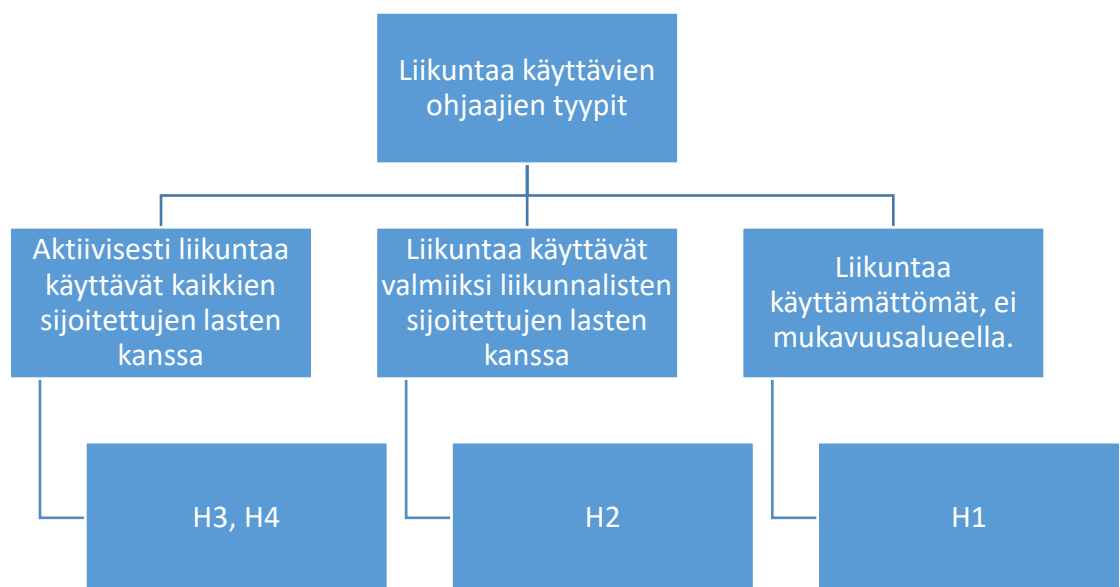 Liikuntaa käyttävien
ohjaajien tyypit
Aktiivisesti liikuntaa
käyttävät kaikkien
sijoitettujen lasten
kanssa
Liikuntaa käyttävät
valmiiksi liikunnalisten
sijoitettujen lasten
kanssa
Liikuntaa
käyttämättömät, ei
mukavuusalueella.
H3, H4
H2
H1